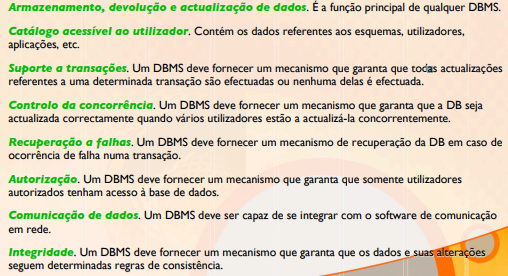 Armazenamento, devolução e actualização de dados. É a função principal de qualquer DBMS.
Catálogo acessível ao utilizador. Contém os dados referentes aos esquemas, utilizadores,
aplicações, etc.
Suporte a transações. Um DBMS deve fornecer um mecanismo que garanta que todas actualizações
referentes a uma determinada transação são efectuadas ou nenhuma delas é efectuada.
Controlo da concorrência. Um DBMS deve fornecer um mecanismo que garanta que a DB seja
actualizada correctamente quando vários utilizadores estão a actualizá-la concorrentemente.
Recuperação a falhas. Um DBMS deve fornecer um mecanismo de recuperação da DB em caso de
ocorrência de falha numa transação.
Autorização. Um DBMS deve fornecer um mecanismo que garanta que somente utilizadores
autorizados tenham acesso à base de dados.
Comunicação de dados. Um DBMS deve ser capaz de se integrar com o software de comunicação
em rede.
Integridade. Um DBMS deve fornecer um mecanismo que garanta que os dados e suas alterações
seguem determinadas regras de consistência.